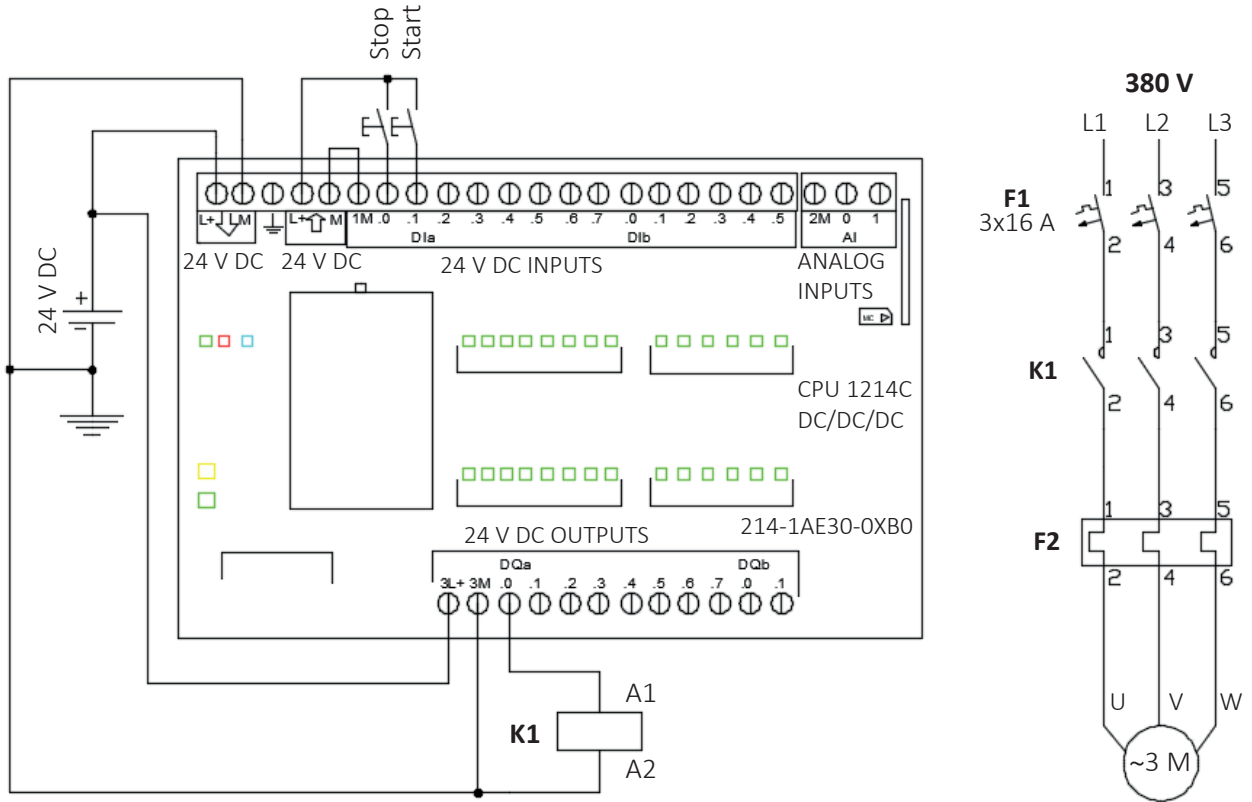 Stop
Start
L+ LM L+ M 1M .0 .1 .2 .3 .4 .5 .6 .7 .0 .1 .2 .3 .4 .5 2M 0 1
DIa DIb AI
24 V DC 24 V DC 24 V DC INPUTS ANALOG
INPUTS
MC
24 V DC
+
-
CPU 1214C
DC/DC/DC
214-1AE30-0XB0
24 V DC OUTPUTS
DQa DQb
3L+ 3M .0 .1 .2 .3 .4 .5 .6 .7 .0 .1
A1
K1
A2
380 V
L1 L2 L3
1 3 5
F1
3x16 A
2 4 6
1 3 5
K1
2 4 6
1 3 5
F2
2 4 6
U V W
~3 M